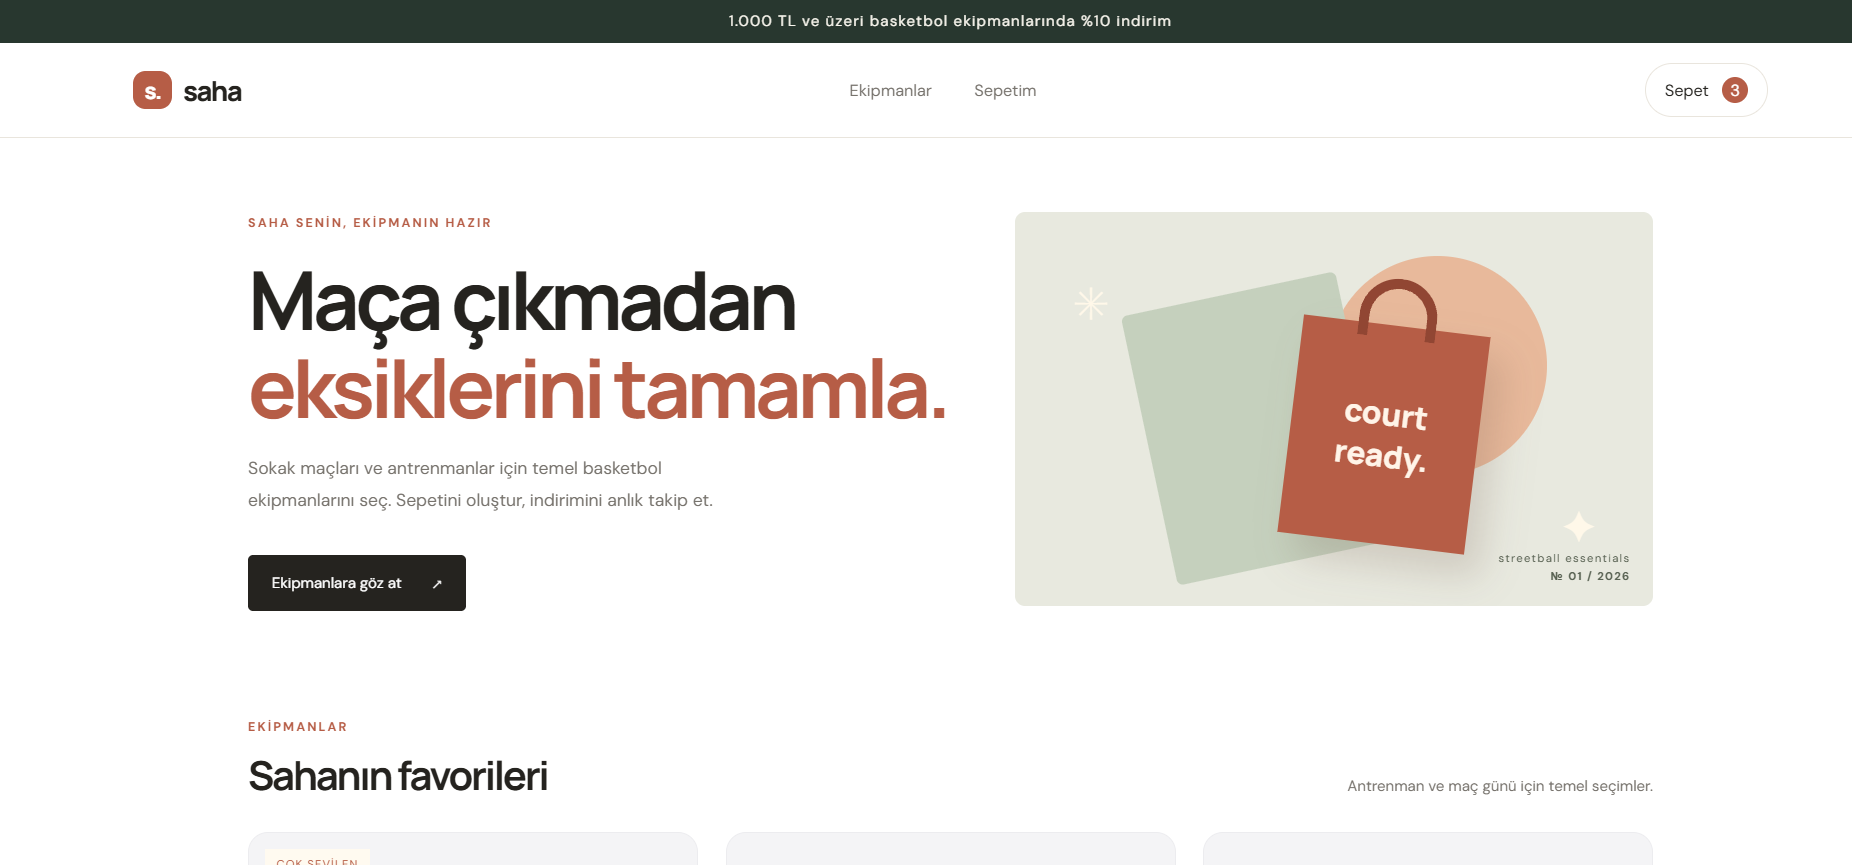 1.000 TL ve üzeri basketbol ekipmanlarında %10 indirim
s. saha
Ekipmanlar
Sepetim
Sepet 3
SAHA SENİN, EKİPMANIN HAZIR
Maça çıkmadan
eksiklerini tamamla.
Sokak maçları ve antrenmanlar için temel basketbol
ekipmanlarını seç. Sepetini oluştur, indirimini anlık takip et.
Ekipmanlara göz at ↗
court
ready.
streetball essentials
№ 01 / 2026
EKİPMANLAR
Sahanın favorileri
Antrenman ve maç günü için temel seçimler.
ÇOK SEVİLEN